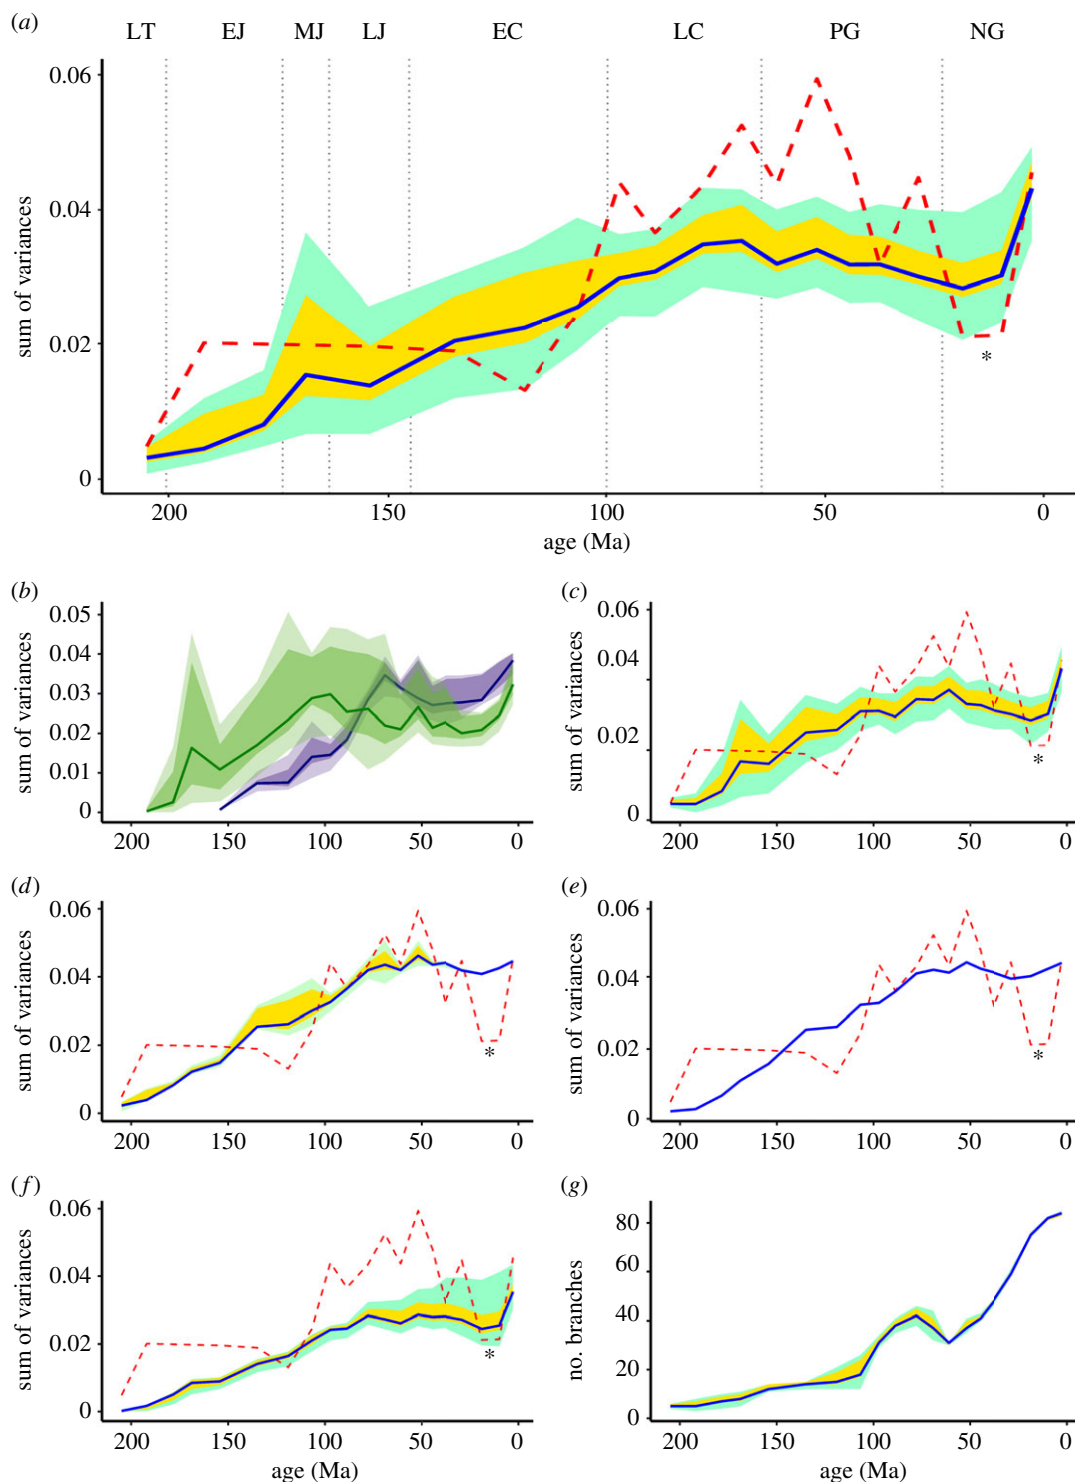 (a)
LT EJ MJ LJ EC LC PG NG
0.06
0.04
0.02
0
sum of variances
*
200 150 100 50 0
age (Ma)
(b)
0.05
0.04
0.03
0.02
0.01
0
sum of variances
200 150 100 50 0
(c)
0.06
0.04
0.02
0
sum of variances
*
200 150 100 50 0
(d)
0.06
0.04
0.02
0
sum of variances
*
200 150 100 50 0
(e)
0.06
0.04
0.02
0
sum of variances
*
200 150 100 50 0
(f)
0.06
0.04
0.02
0
sum of variances
*
200 150 100 50 0
age (Ma)
(g)
80
60
40
20
0
no. branches
200 150 100 50 0
age (Ma)